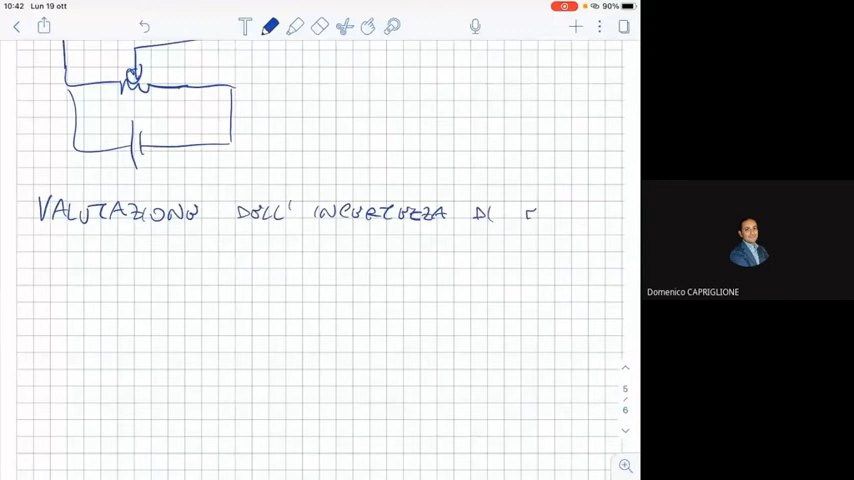 10:42 Lun 19 ott
90%
VALUTAZIONE DELL' INCERTEZZA DI
Domenico CAPRIGLIONE
5
/
6